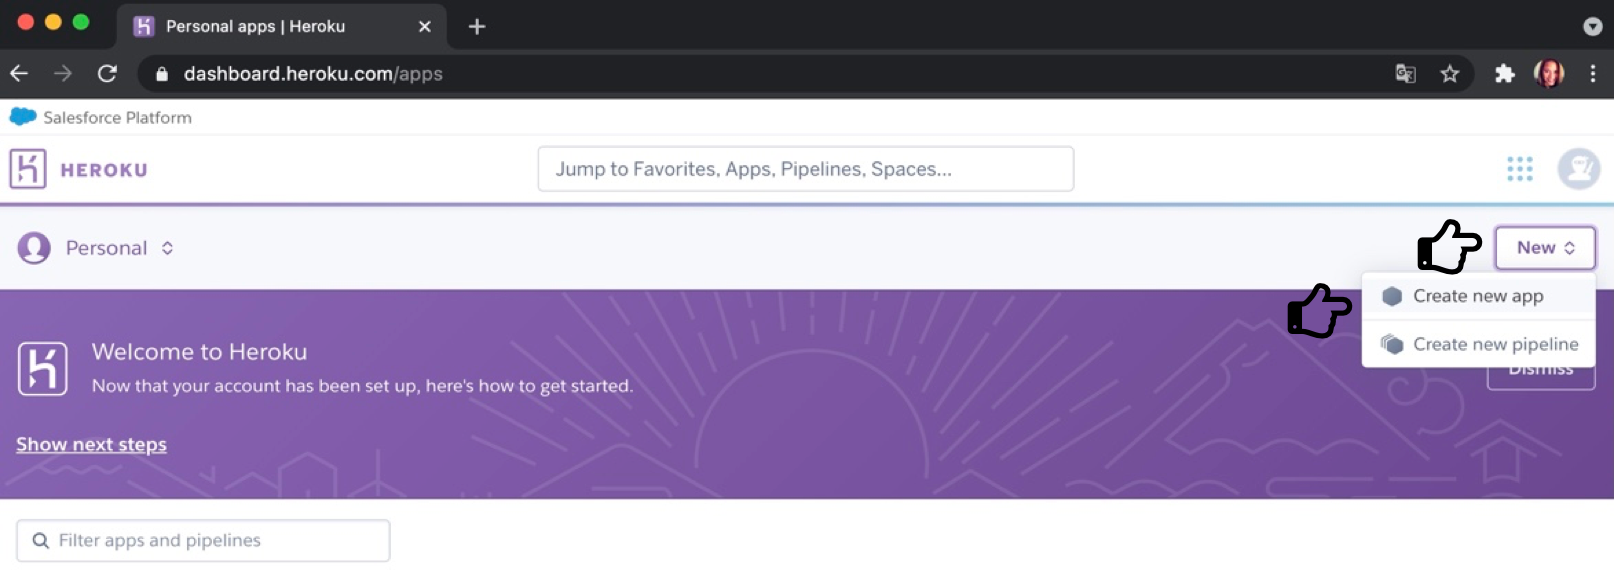 Personal apps | Heroku
dashboard.heroku.com/apps
Salesforce Platform
HEROKU
Jump to Favorites, Apps, Pipelines, Spaces...
Personal
New
Create new app
Create new pipeline
Dismiss
Welcome to Heroku
Now that your account has been set up, here's how to get started.
Show next steps
Filter apps and pipelines